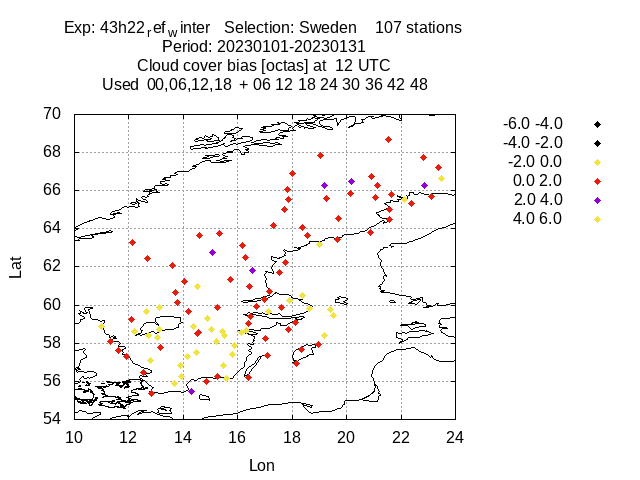 Exp: 43h22refwinter Selection: Sweden 107 stations
Period: 20230101-20230131
Cloud cover bias [octas] at 12 UTC
Used 00,06,12,18 + 06 12 18 24 30 36 42 48
-6.0 -4.0
-4.0 -2.0
-2.0 0.0
0.0 2.0
2.0 4.0
4.0 6.0
70
68
66
64
62
60
58
56
54
Lat
10 12 14 16 18 20 22 24
Lon